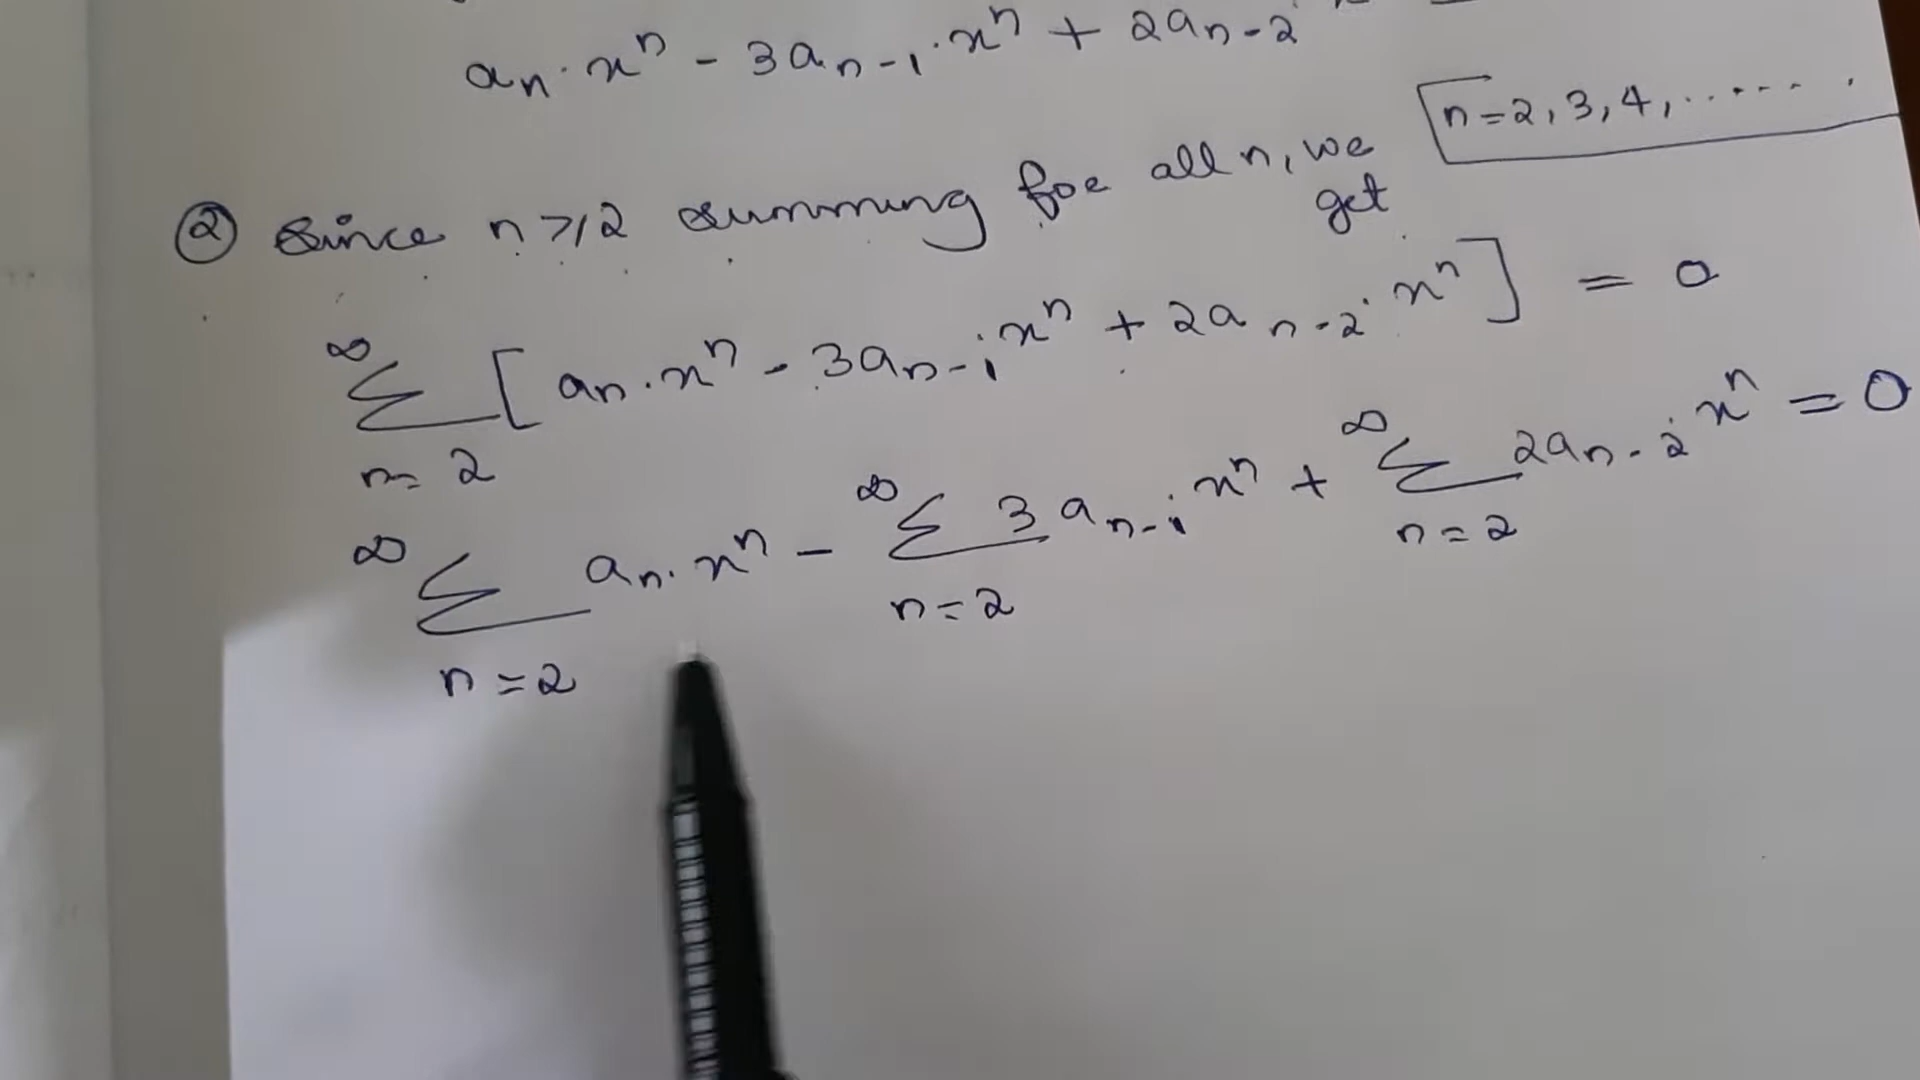 aₙ · xⁿ - 3aₙ₋₁ · xⁿ + 2aₙ₋₂
n = 2, 3, 4, ......
② Since n ≥ 2 summing for all n, we get
∞ Σ n=2 [ aₙ · xⁿ - 3aₙ₋₁ · xⁿ + 2aₙ₋₂ · xⁿ ] = 0
∞ Σ n=2 aₙ · xⁿ - ∞ Σ n=2 3aₙ₋₁ · xⁿ + ∞ Σ n=2 2aₙ₋₂ · xⁿ = 0